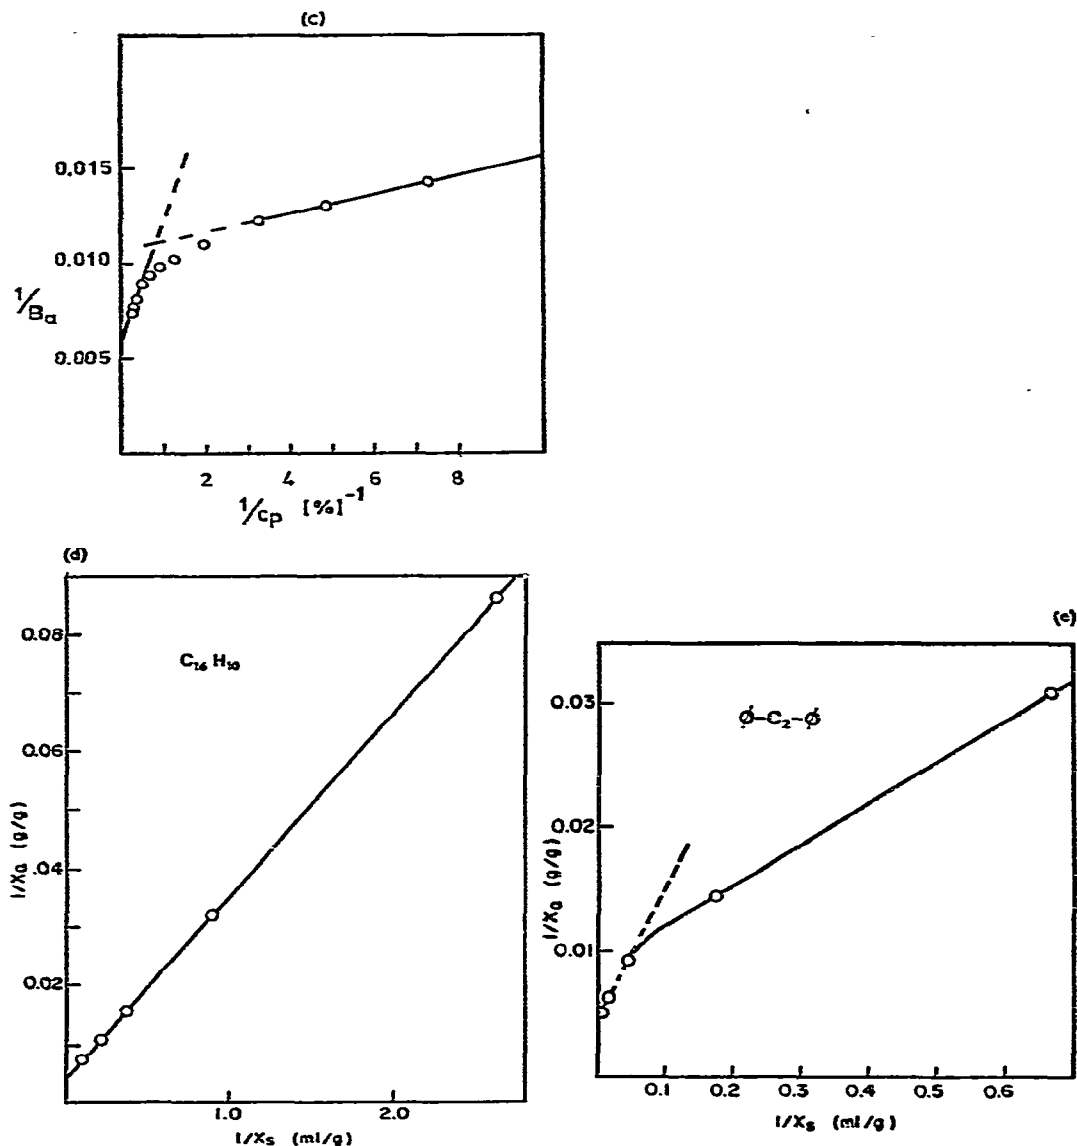 (c)
0.015
0.010
1/Ba
0.005
2 4 6 8
1/cp [%]⁻¹
(d)
0.08
C16 H10
0.06
.04
0.02
1/Xa (g/g)
1.0 2.0
1/Xs (ml/g)
(e)
0.03
ϕ-C2-ϕ
0.02
0.01
1/Xa (g/g)
0.1 0.2 0.3 0.4 0.5 0.6
1/Xs (ml/g)